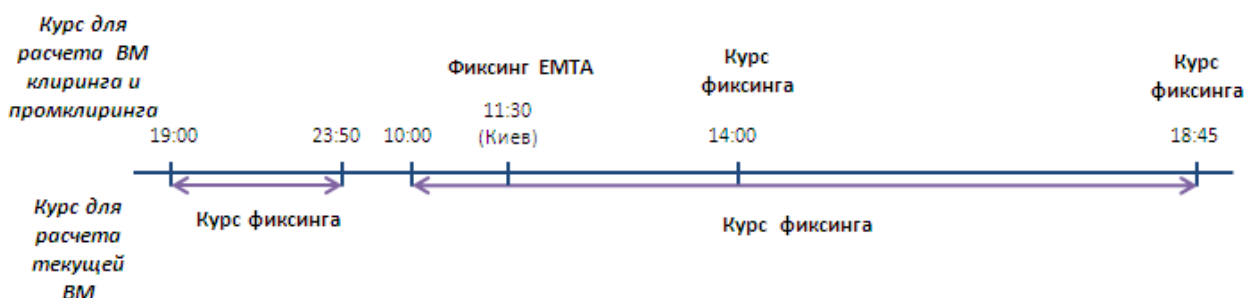 Курс для
расчета ВМ
клиринга и
промклиринга
Фиксинг EMTA
Курс
фиксинга
Курс
фиксинга
11:30
(Киев)
19:00
23:50
10:00
14:00
18:45
Курс для
расчета
текущей
ВМ
Курс фиксинга
Курс фиксинга